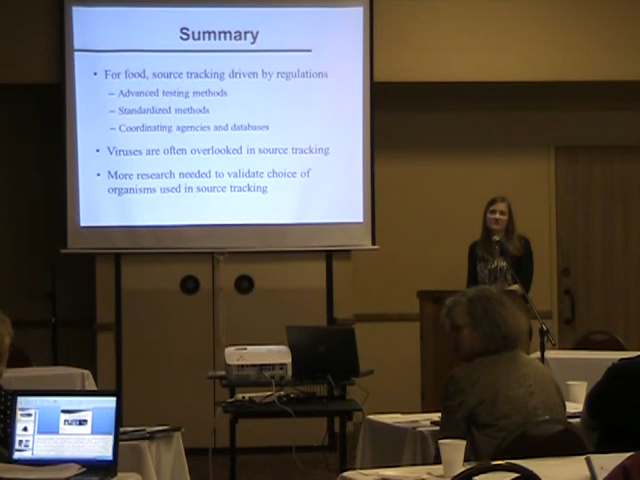 Summary
• For food, source tracking driven by regulations
– Advanced testing methods
– Standardized methods
– Coordinating agencies and databases
• Viruses are often overlooked in source tracking
• More research needed to validate choice of
organisms used in source tracking